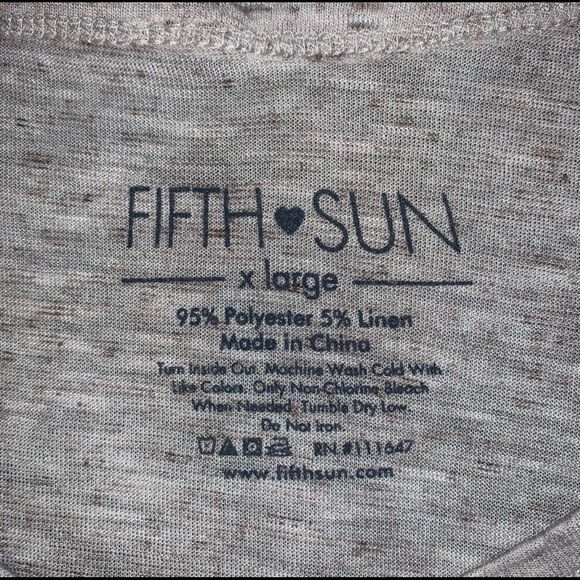 FIFTH ♥ SUN
x large
95% Polyester 5% Linen
Made in China
Turn Inside Out. Machine Wash Cold With
Like Colors. Only Non-Chlorine Bleach
When Needed. Tumble Dry Low.
Do Not Iron.
RN #111647
www.fifthsun.com